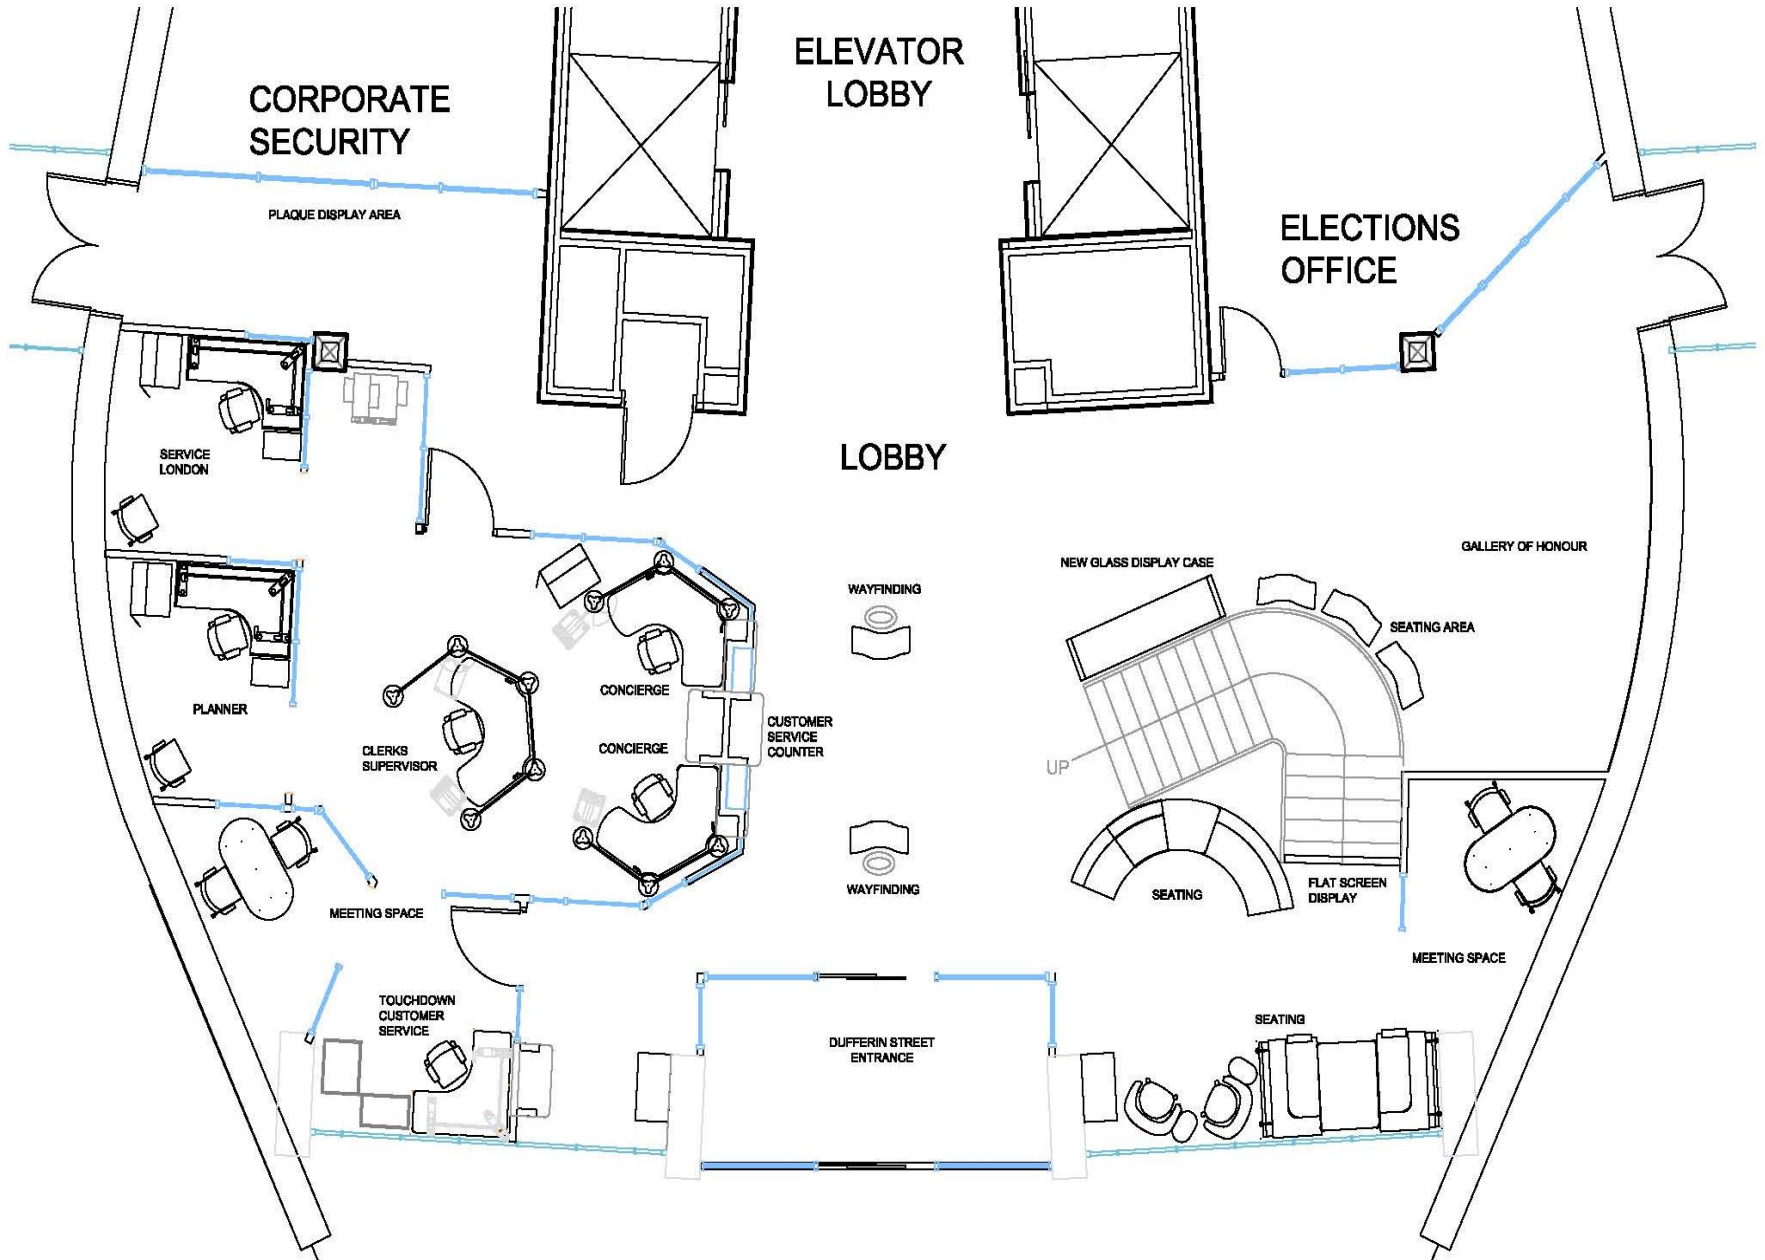 ELEVATOR
LOBBY
CORPORATE
SECURITY
PLAQUE DISPLAY AREA
ELECTIONS
OFFICE
SERVICE
LONDON
LOBBY
GALLERY OF HONOUR
NEW GLASS DISPLAY CASE
WAYFINDING
SEATING AREA
CONCIERGE
PLANNER
CUSTOMER
SERVICE
COUNTER
CONCIERGE
CLERKS
SUPERVISOR
UP
WAYFINDING
SEATING
FLAT SCREEN
DISPLAY
MEETING SPACE
MEETING SPACE
TOUCHDOWN
CUSTOMER
SERVICE
SEATING
DUFFERIN STREET
ENTRANCE